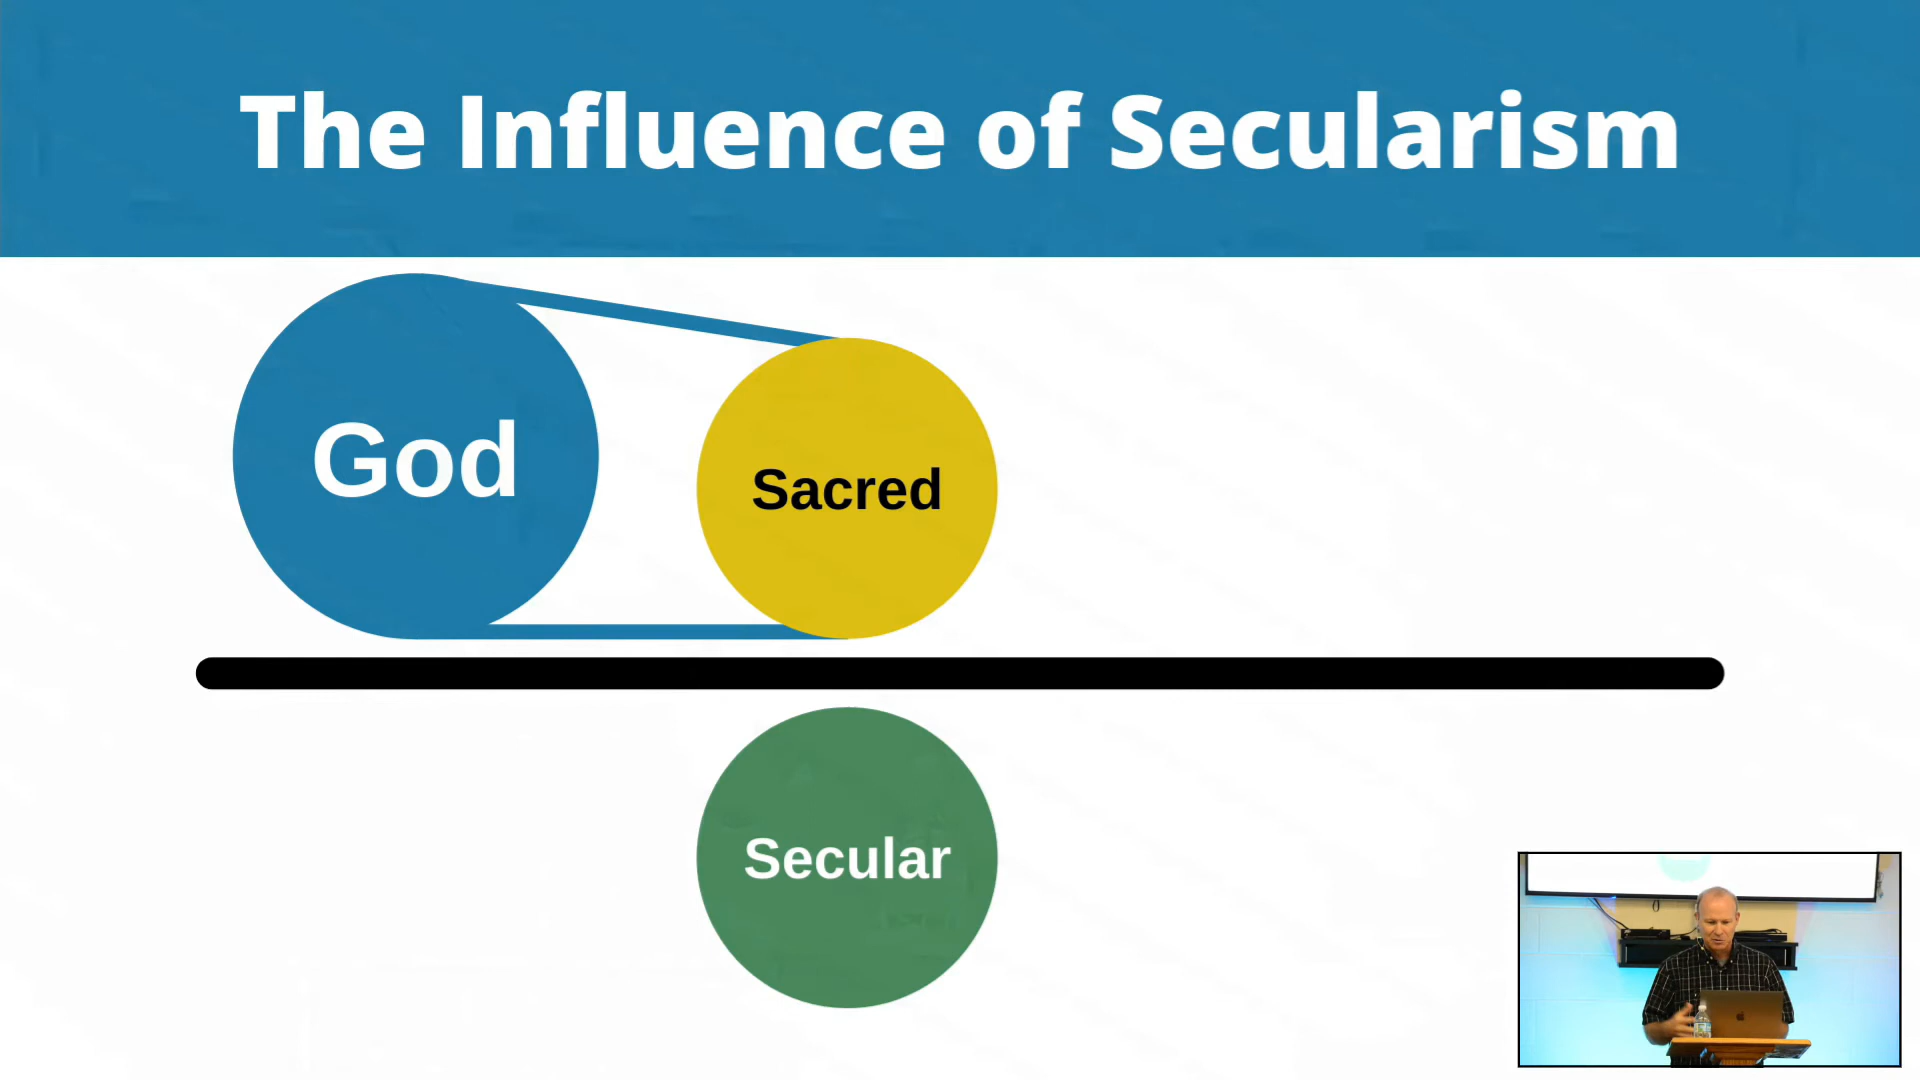 The Influence of Secularism
God
Sacred
Secular